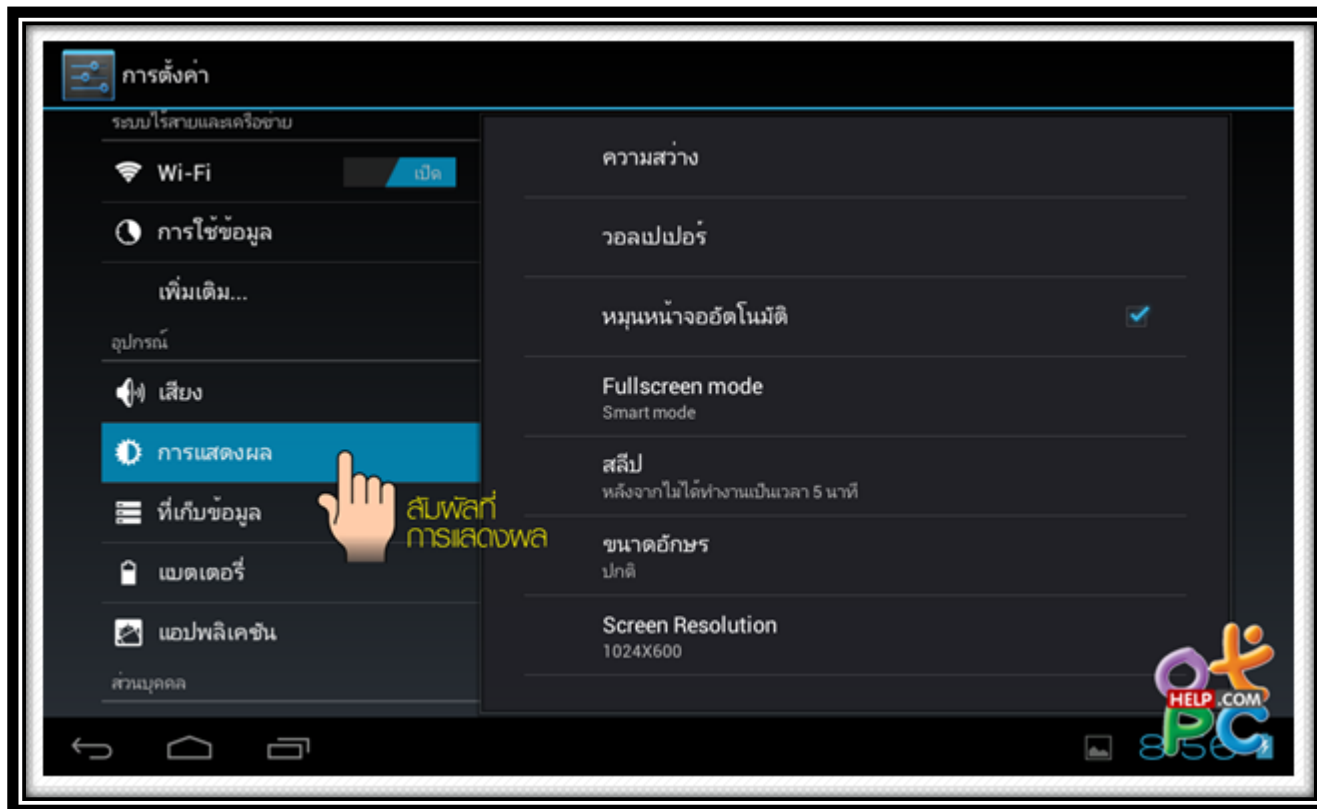 การตั้งค่า
ระบบไร้สายและเครือข่าย
Wi-Fi
เปิด
การใช้ข้อมูล
เพิ่มเติม...
อุปกรณ์
เสียง
การแสดงผล
ที่เก็บข้อมูล
แบตเตอรี่
แอปพลิเคชัน
ส่วนบุคคล
สัมผัสที่
การแสดงผล
ความสว่าง
วอลเปเปอร์
หมุนหน้าจออัตโนมัติ
Fullscreen mode
Smart mode
สลีป
หลังจากไม่ได้ทำงานเป็นเวลา 5 นาที
ขนาดอักษร
ปกติ
Screen Resolution
1024X600
HELP.COM
PC